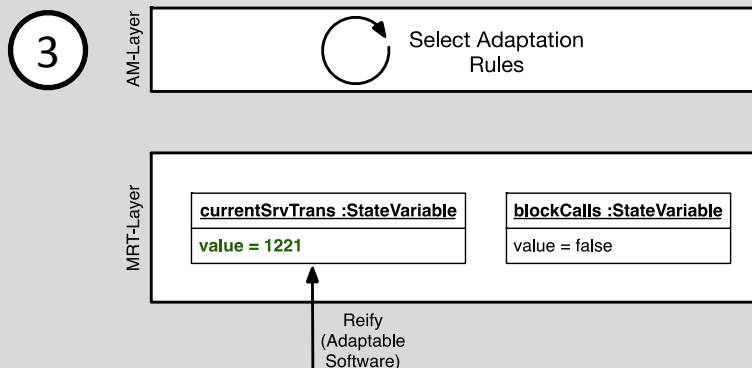 3
AM-Layer
Select Adaptation
Rules
MRT-Layer
currentSrvTrans :StateVariable
value = 1221
blockCalls :StateVariable
value = false
Reify
(Adaptable
Software)